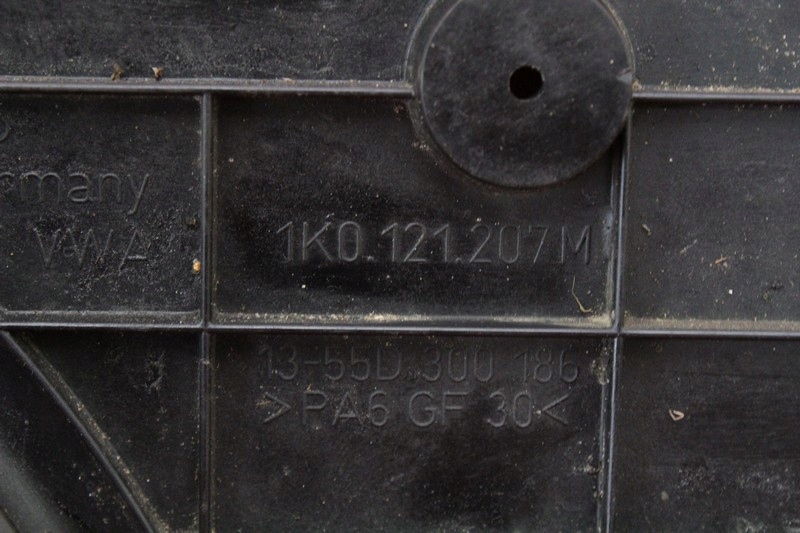 rmany
VWA
1K0.121.207M
13-55D.300 186
>PA6 GF 30<